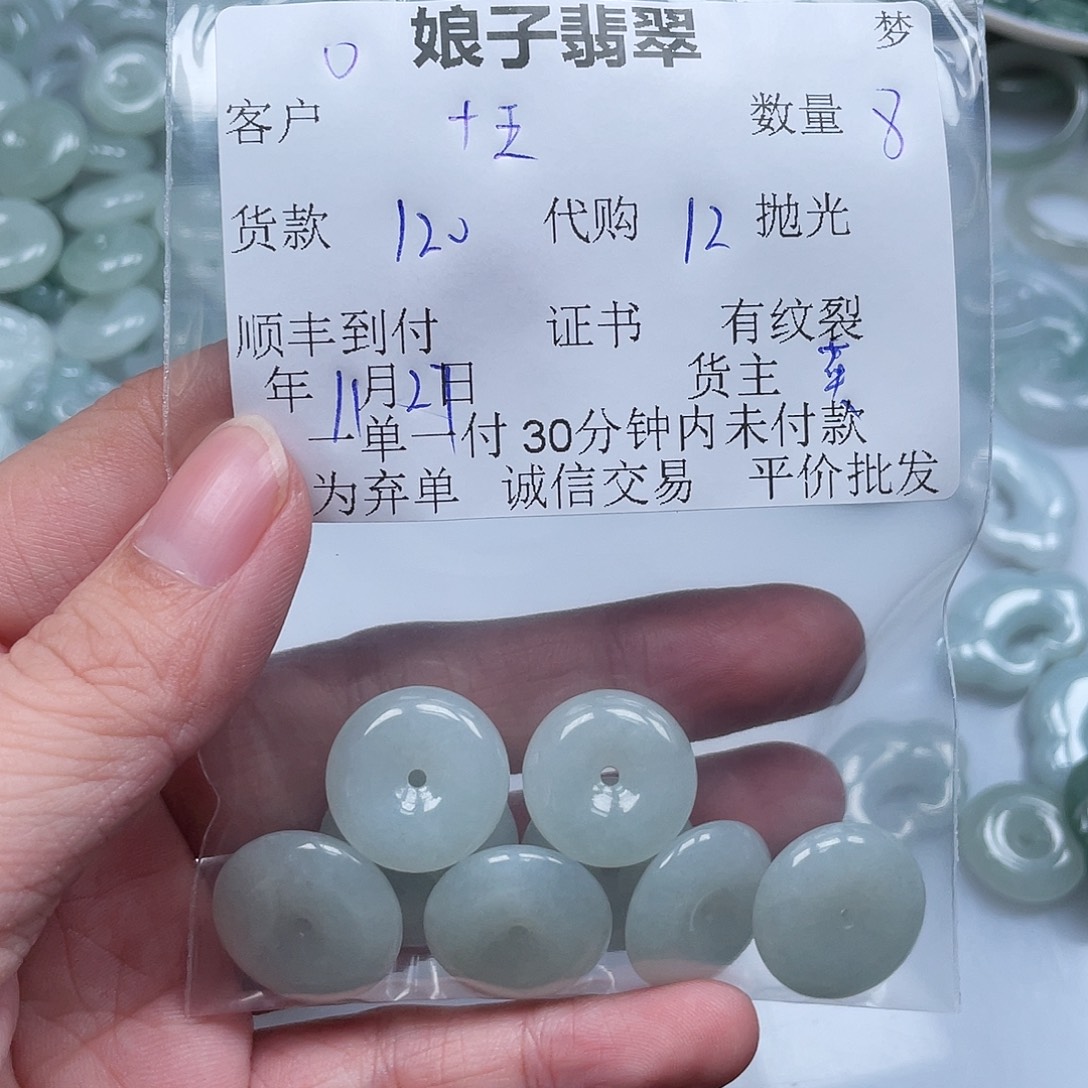 娘子翡翠 梦
客户 十王 数量 8
货款 120 代购 12 抛光
顺丰到付 证书 有纹裂
年 11月27日 货主
一单一付 30分钟内未付款
为弃单 诚信交易 平价批发